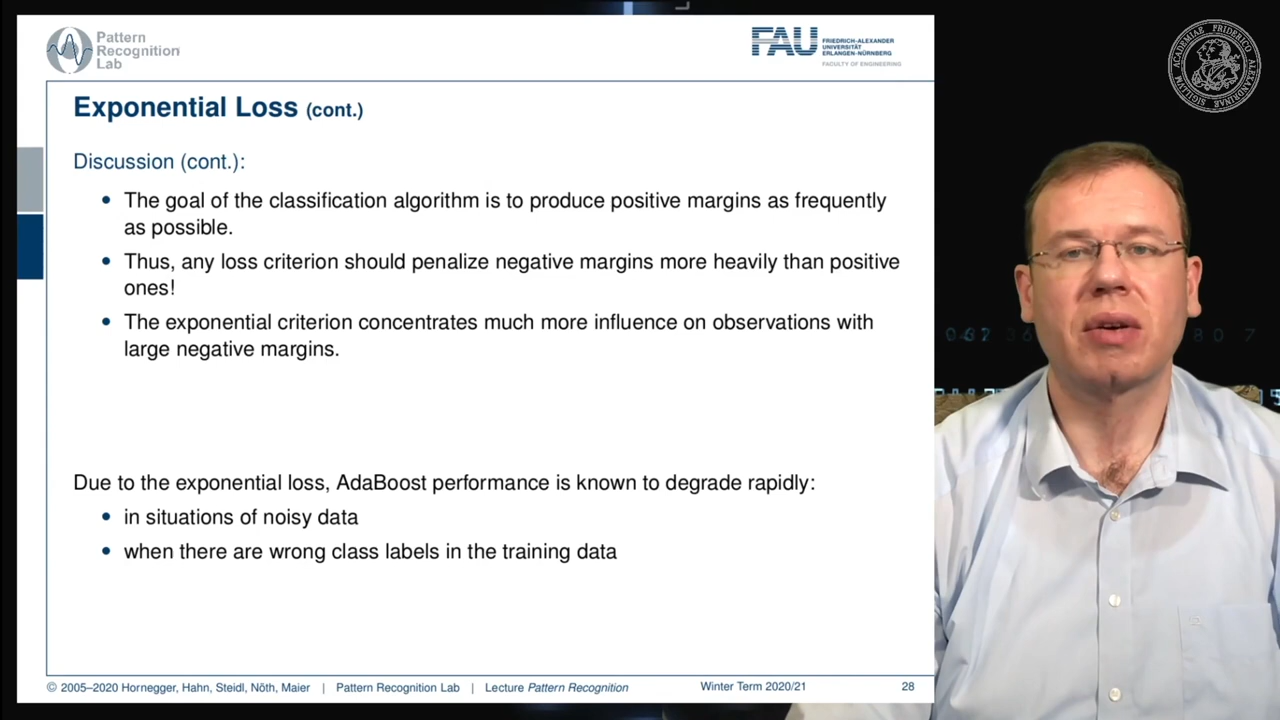 Pattern
Recognition
Lab
FAU
FRIEDRICH-ALEXANDER
UNIVERSITÄT
ERLANGEN-NÜRNBERG
FACULTY OF ENGINEERING
Exponential Loss (cont.)
Discussion (cont.):
• The goal of the classification algorithm is to produce positive margins as frequently
as possible.
• Thus, any loss criterion should penalize negative margins more heavily than positive
ones!
• The exponential criterion concentrates much more influence on observations with
large negative margins.
Due to the exponential loss, AdaBoost performance is known to degrade rapidly:
• in situations of noisy data
• when there are wrong class labels in the training data
© 2005–2020 Hornegger, Hahn, Steidl, Nöth, Maier | Pattern Recognition Lab | Lecture Pattern Recognition Winter Term 2020/21 28